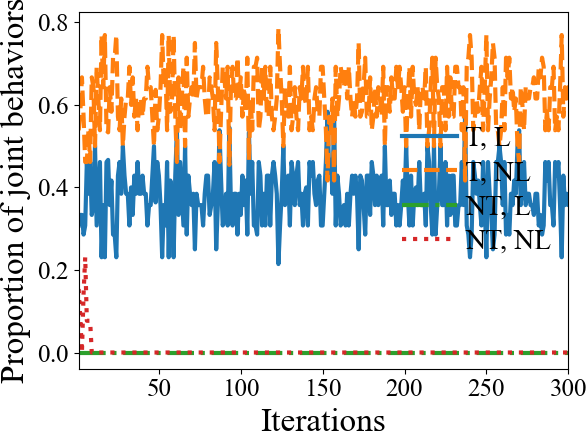 Proportion of joint behaviors
0.8
0.6
0.4
0.2
0.0
T, L
T, NL
NT, L
NT, NL
50
100
150
200
250
300
Iterations